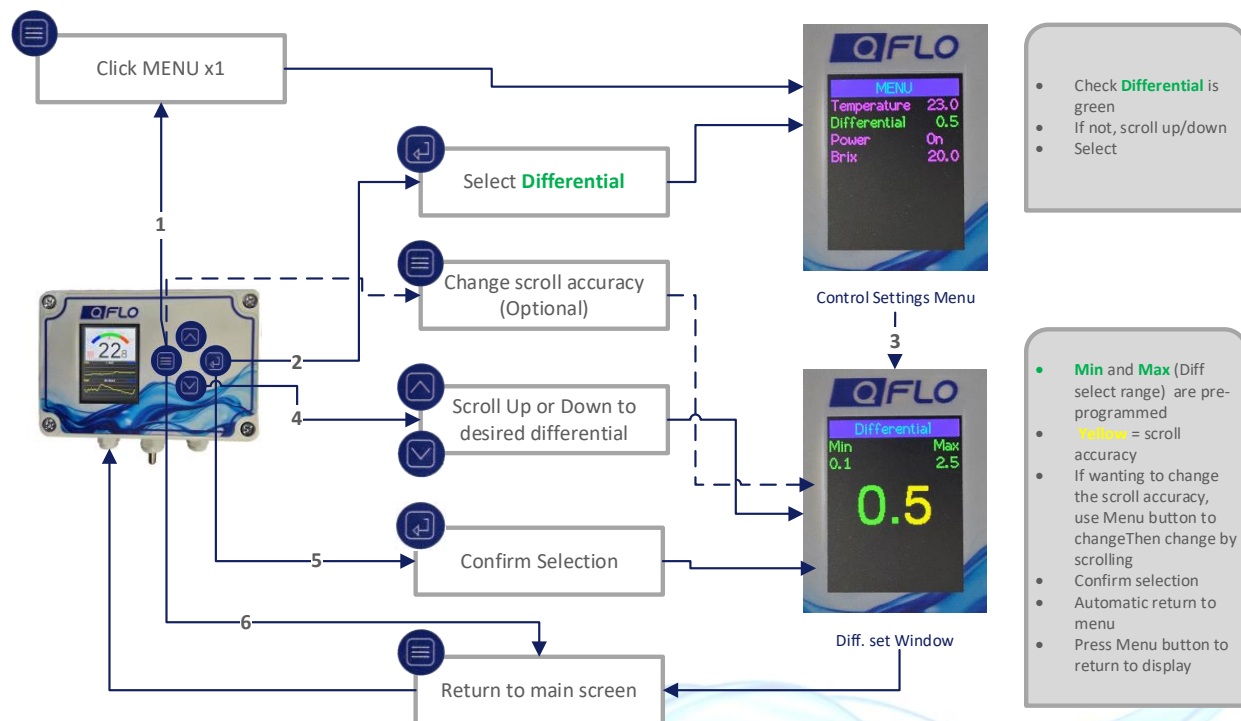 Click MENU x1
QFLO
MENU
Temperature 23.0
Differential 0.5
Power On
Brix 20.0
Control Settings Menu
• Check Differential is
green
• If not, scroll up/down
• Select
Select Differential
1
Change scroll accuracy
(Optional)
QFLO
22.8
2
3
4
Scroll Up or Down to
desired differential
QFLO
Differential
Min Max
0.1 2.5
0.5
Diff. set Window
• Min and Max (Diff
select range) are pre-
programmed
• Yellow = scroll
accuracy
• If wanting to change
the scroll accuracy,
use Menu button to
changeThen change by
scrolling
• Confirm selection
• Automatic return to
menu
• Press Menu button to
return to display
5
Confirm Selection
6
Return to main screen